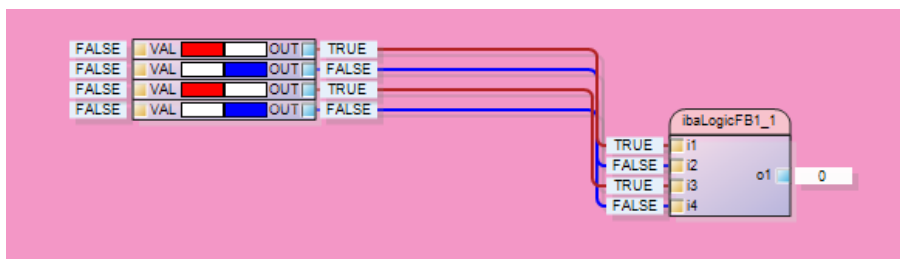 FALSE VAL OUT TRUE
FALSE VAL OUT FALSE
FALSE VAL OUT TRUE
FALSE VAL OUT FALSE
ibaLogicFB1_1
TRUE i1
FALSE i2
o1 0
TRUE i3
FALSE i4